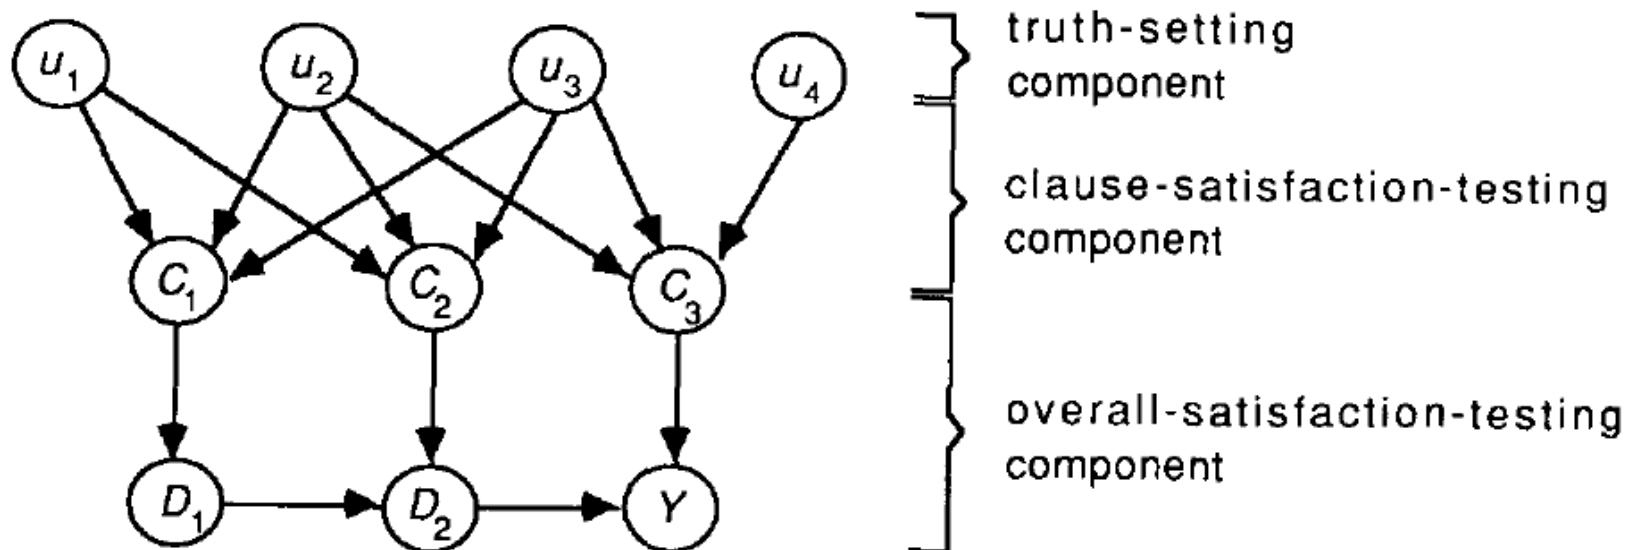 u1 u2 u3 u4
truth-setting
component
clause-satisfaction-testing
component
C1 C2 C3
overall-satisfaction-testing
component
D1 D2 Y